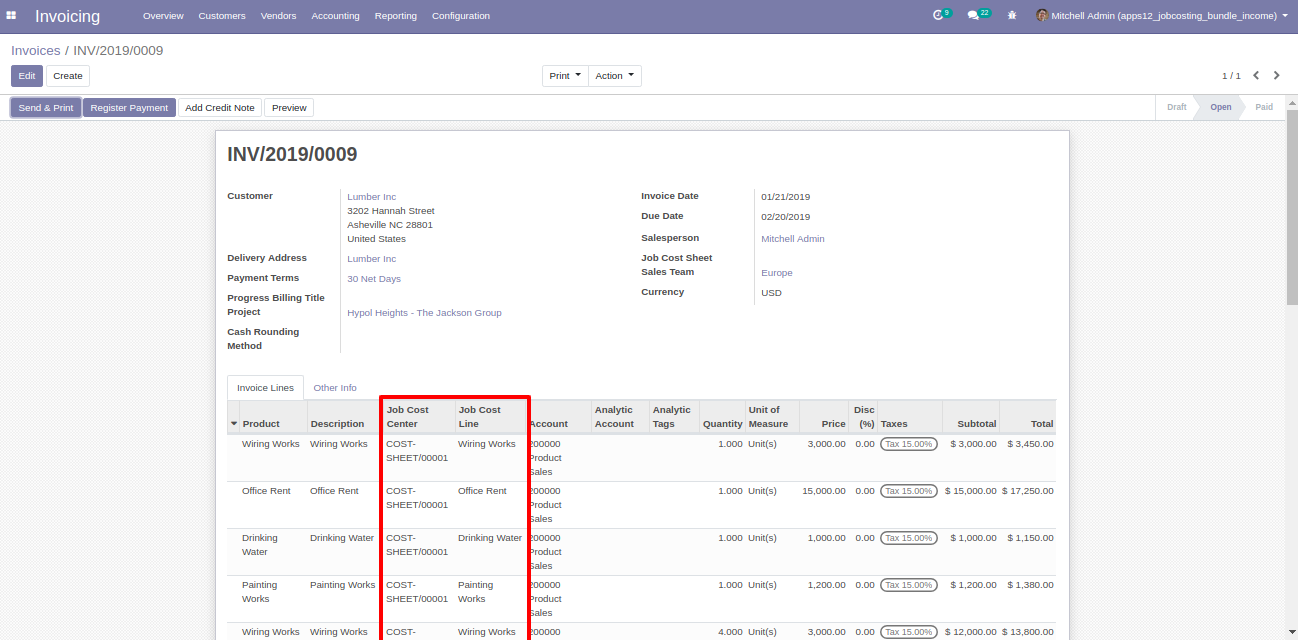 Invoicing Overview Customers Vendors Accounting Reporting Configuration 9 22 Mitchell Admin (apps12_jobcosting_bundle_income)
Invoices / INV/2019/0009
Edit Create Print Action 1 / 1
Send & Print Register Payment Add Credit Note Preview Draft Open Paid
INV/2019/0009
Customer Lumber Inc
3202 Hannah Street
Asheville NC 28801
United States
Delivery Address Lumber Inc
Payment Terms 30 Net Days
Progress Billing Title
Project Hypol Heights - The Jackson Group
Cash Rounding
Method
Invoice Date 01/21/2019
Due Date 02/20/2019
Salesperson Mitchell Admin
Job Cost Sheet
Sales Team Europe
Currency USD
Invoice Lines Other Info
Job Cost Job Cost Analytic Analytic Unit of Disc
Product Description Center Line Account Account Tags Quantity Measure Price (%) Taxes Subtotal Total
Wiring Works Wiring Works COST- Wiring Works 200000 1.000 Unit(s) 3,000.00 0.00 Tax 15.00% $ 3,000.00 $ 3,450.00
SHEET/00001 Product
Sales
Office Rent Office Rent COST- Office Rent 200000 1.000 Unit(s) 15,000.00 0.00 Tax 15.00% $ 15,000.00 $ 17,250.00
SHEET/00001 Product
Sales
Drinking Drinking Water COST- Drinking Water 200000 1.000 Unit(s) 1,000.00 0.00 Tax 15.00% $ 1,000.00 $ 1,150.00
Water SHEET/00001 Product
Sales
Painting Painting Works COST- Painting 200000 1.000 Unit(s) 1,200.00 0.00 Tax 15.00% $ 1,200.00 $ 1,380.00
Works SHEET/00001 Works Product
Sales
Wiring Works Wiring Works COST- Wiring Works 200000 4.000 Unit(s) 3,000.00 0.00 Tax 15.00% $ 12,000.00 $ 13,800.00